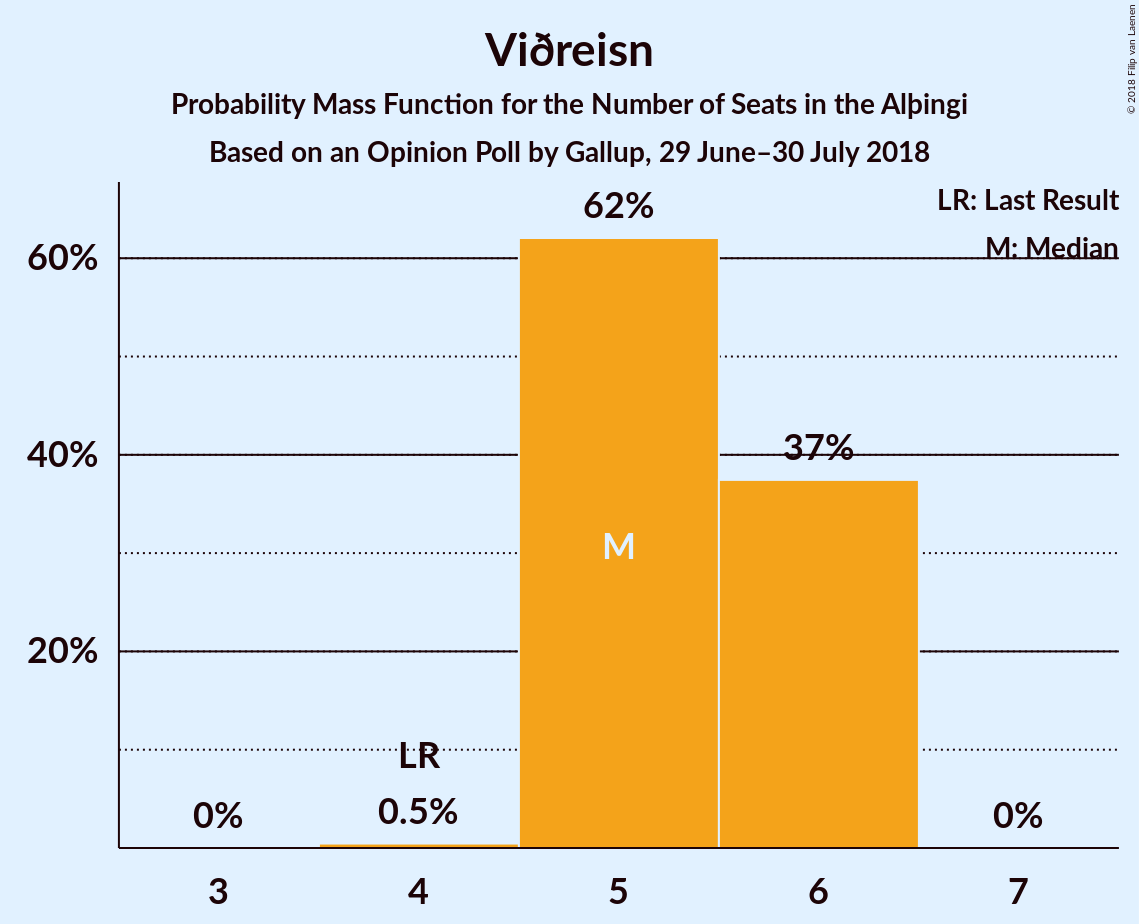 Viðreisn
Probability Mass Function for the Number of Seats in the Alþingi
Based on an Opinion Poll by Gallup, 29 June–30 July 2018
© 2018 Filip van Laenen
LR: Last Result
M: Median
62%
60%
40%
37%
M
20%
LR
0%
0.5%
0%
3
4
5
6
7